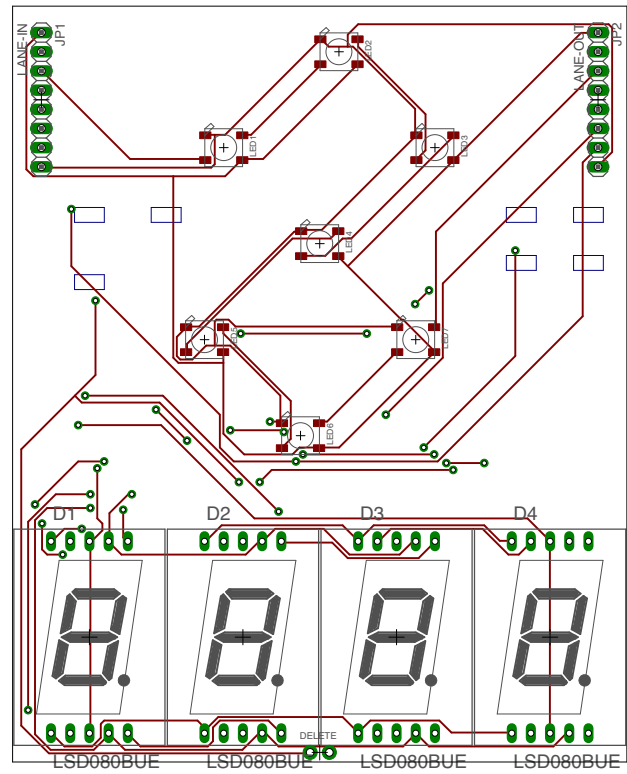 LANE-IN
JP1
LANE-OUT
JP2
LED2
LED3
LED4
LED5
LED7
LED6
D1 D2 D3 D4
DELETE
LSD080BUE LSD080BUE LSD080BUE LSD080BUE